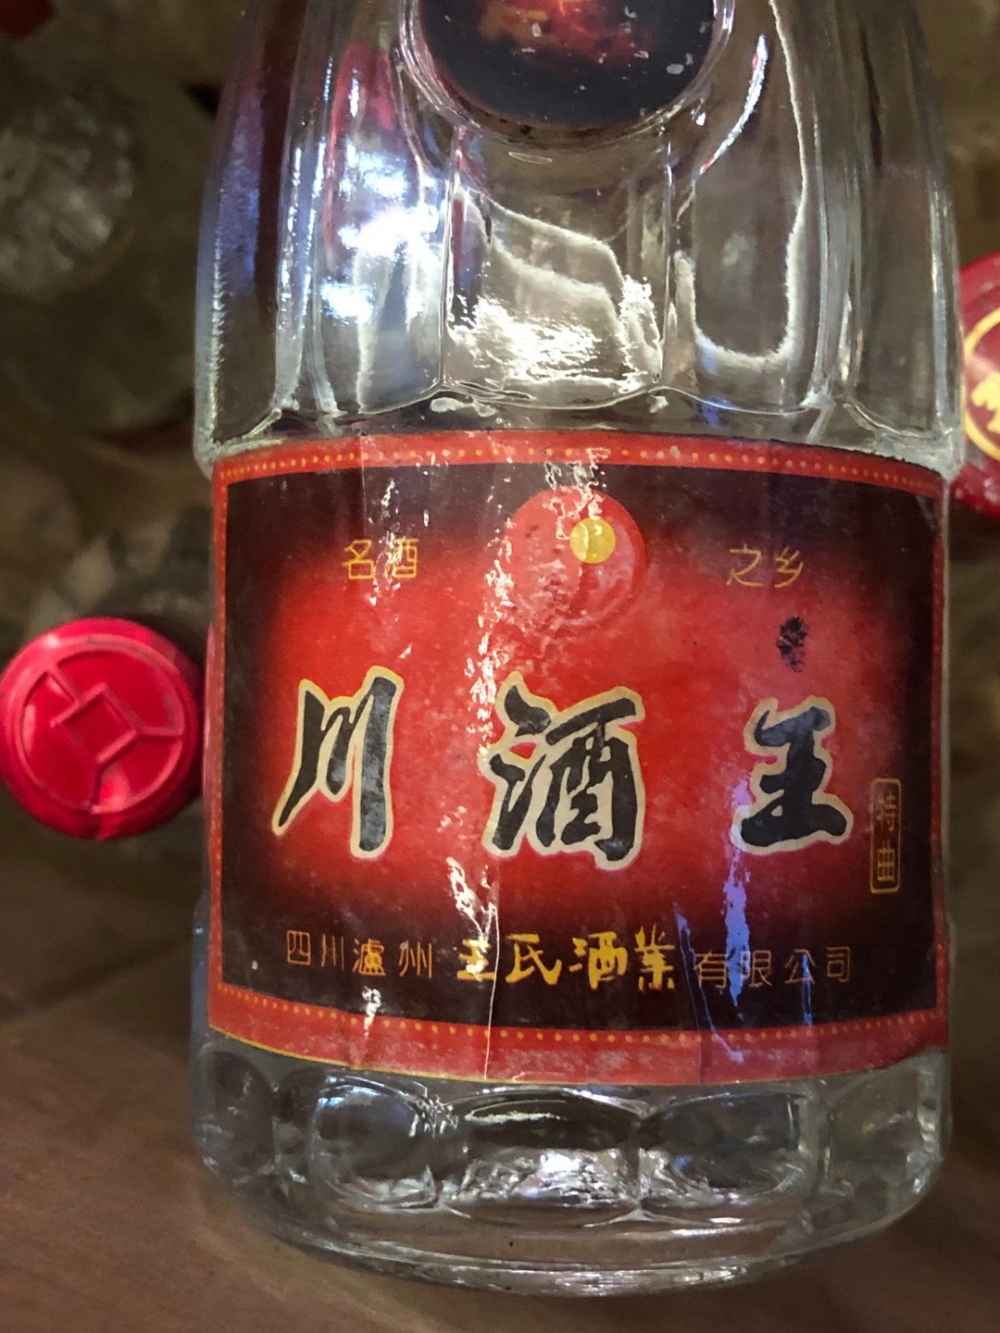 名酒 之乡
川酒王
特曲
四川瀘州王氏酒業有限公司